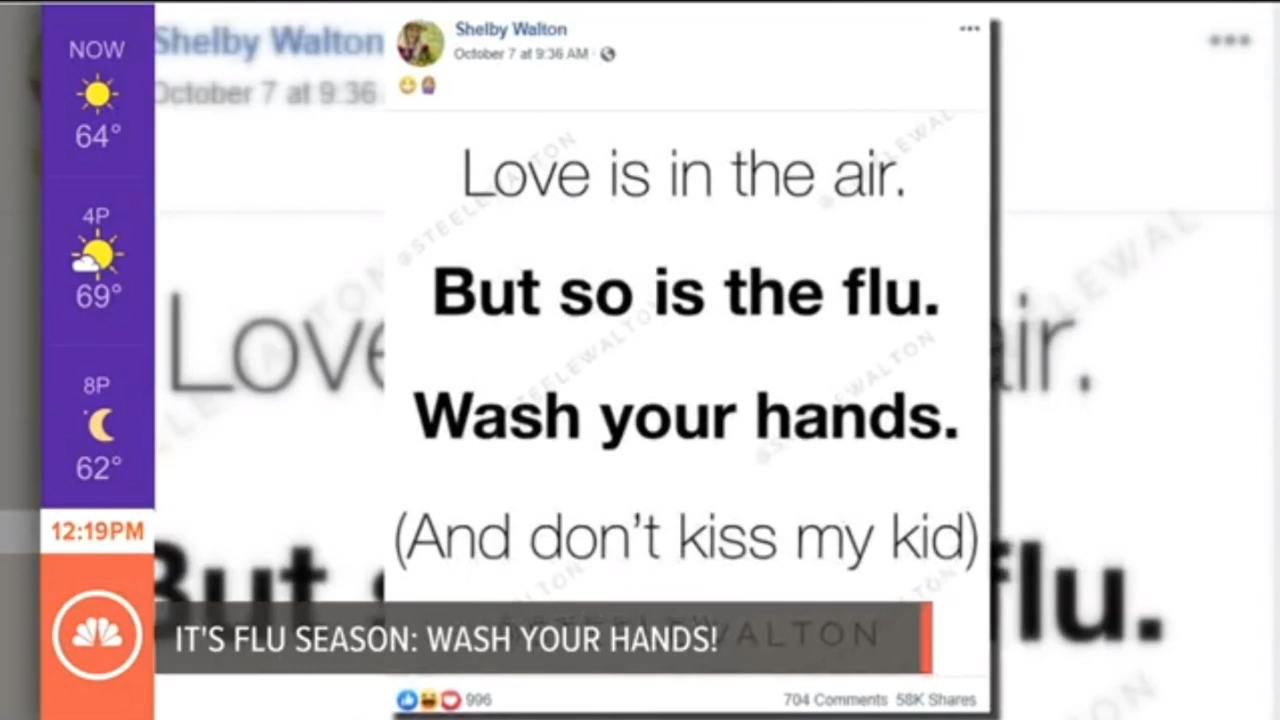 NOW
64°
4P
69°
8P
62°
12:19PM
Shelby Walton
October 7 at 9:36
Shelby Walton
October 7 at 9:36 AM
Love is in the air.
But so is the flu.
Wash your hands.
(And don't kiss my kid)
IT'S FLU SEASON: WASH YOUR HANDS!
996
704 Comments 58K Shares